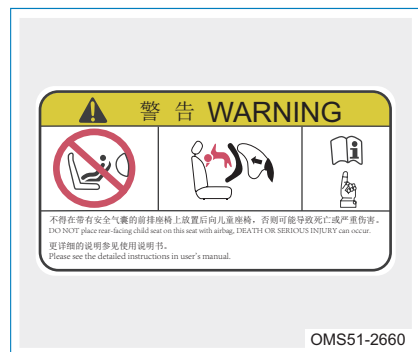 警告 WARNING
不得在带有安全气囊的前排座椅上放置后向儿童座椅，否则可能导致死亡或严重伤害。
DO NOT place rear-facing child seat on this seat with airbag, DEATH OR SERIOUS INJURY can occur.
更详细的说明参见使用说明书。
Please see the detailed instructions in user's manual.
OMS51-2660